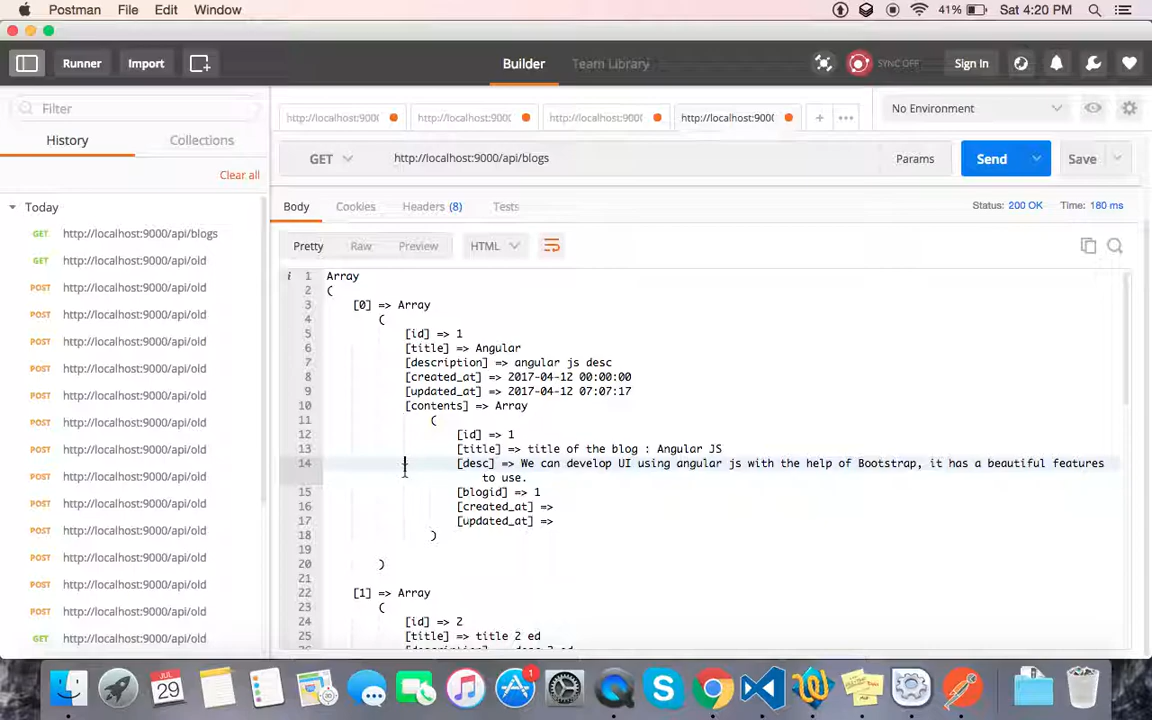 Postman File Edit Window 41% Sat 4:20 PM
Runner Import Builder Team Library SYNC OFF Sign In
Filter
History Collections
Clear all
Today
GET http://localhost:9000/api/blogs
GET http://localhost:9000/api/old
POST http://localhost:9000/api/old
POST http://localhost:9000/api/old
POST http://localhost:9000/api/old
POST http://localhost:9000/api/old
POST http://localhost:9000/api/old
POST http://localhost:9000/api/old
POST http://localhost:9000/api/old
POST http://localhost:9000/api/old
POST http://localhost:9000/api/old
POST http://localhost:9000/api/old
POST http://localhost:9000/api/old
POST http://localhost:9000/api/old
POST http://localhost:9000/api/old
GET http://localhost:9000/api/old
http://localhost:900( http://localhost:900( http://localhost:900( http://localhost:900( + ••• No Environment
GET http://localhost:9000/api/blogs Params Send Save
Body Cookies Headers (8) Tests Status: 200 OK Time: 180 ms
Pretty Raw Preview HTML
i 1 Array
2 (
3 [0] => Array
4 (
5 [id] => 1
6 [title] => Angular
7 [description] => angular js desc
8 [created_at] => 2017-04-12 00:00:00
9 [updated_at] => 2017-04-12 07:07:17
10 [contents] => Array
11 (
12 [id] => 1
13 [title] => title of the blog : Angular JS
14 [desc] => We can develop UI using angular js with the help of Bootstrap, it has a beautiful features
to use.
15 [blogid] => 1
16 [created_at] =>
17 [updated_at] =>
18 )
19
20 )
21
22 [1] => Array
23 (
24 [id] => 2
25 [title] => title 2 ed
JUL
29
1